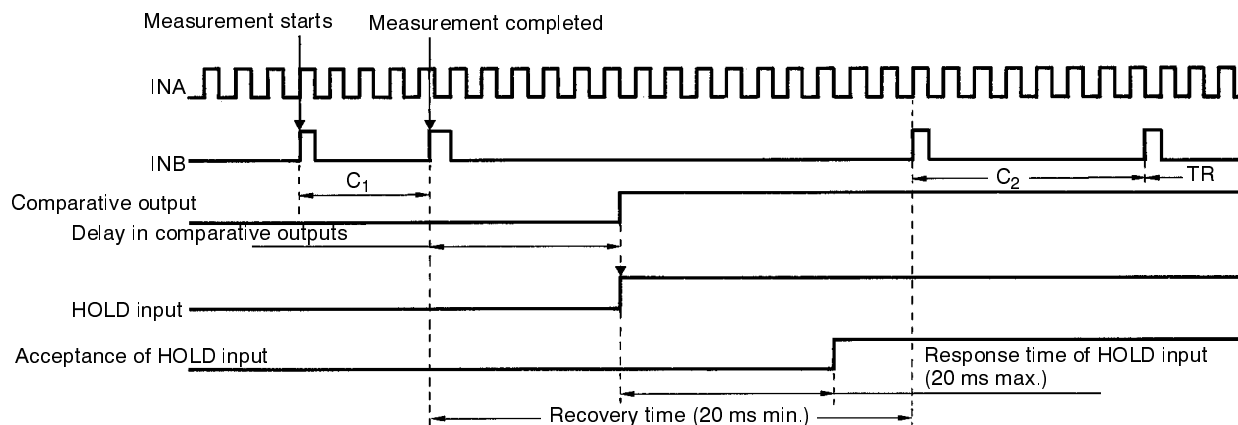 Measurement starts
Measurement completed
INA
INB
C1
C2
TR
Comparative output
Delay in comparative outputs
HOLD input
Acceptance of HOLD input
Response time of HOLD input
(20 ms max.)
Recovery time (20 ms min.)